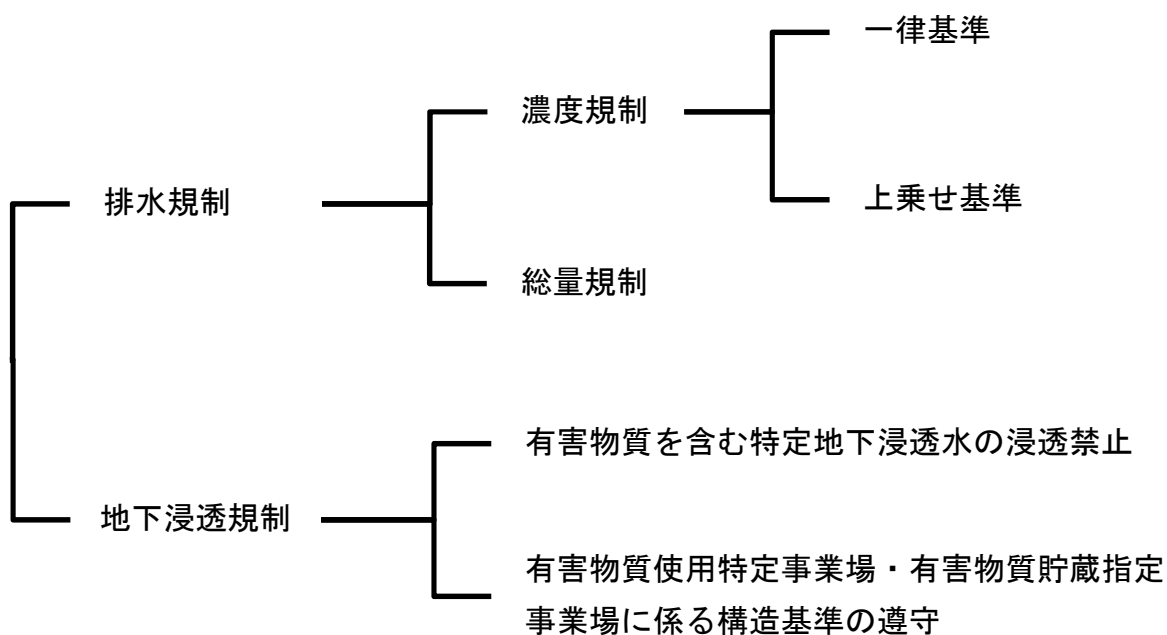 一律基準
濃度規制
上乗せ基準
排水規制
総量規制
有害物質を含む特定地下浸透水の浸透禁止
地下浸透規制
有害物質使用特定事業場・有害物質貯蔵指定
事業場に係る構造基準の遵守